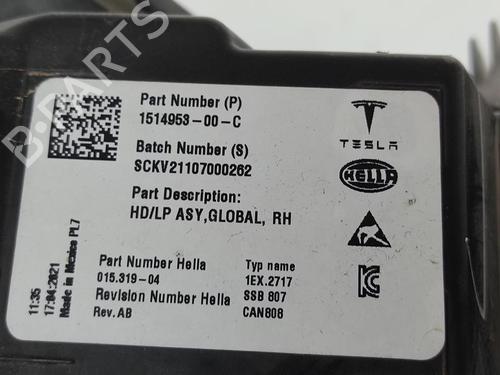 B-PARTS
Part Number (P)
1514953-00-C
Batch Number (S)
SCKV21107000262
Part Description:
HD/LP ASY,GLOBAL, RH
Part Number Hella
015.319-04
Revision Number Hella
Rev.AB
Typ name
1EX.2717
SSB 807
CAN808
TESLA
HELLA
11:35
17:04:2021
Made in Mexico PL7